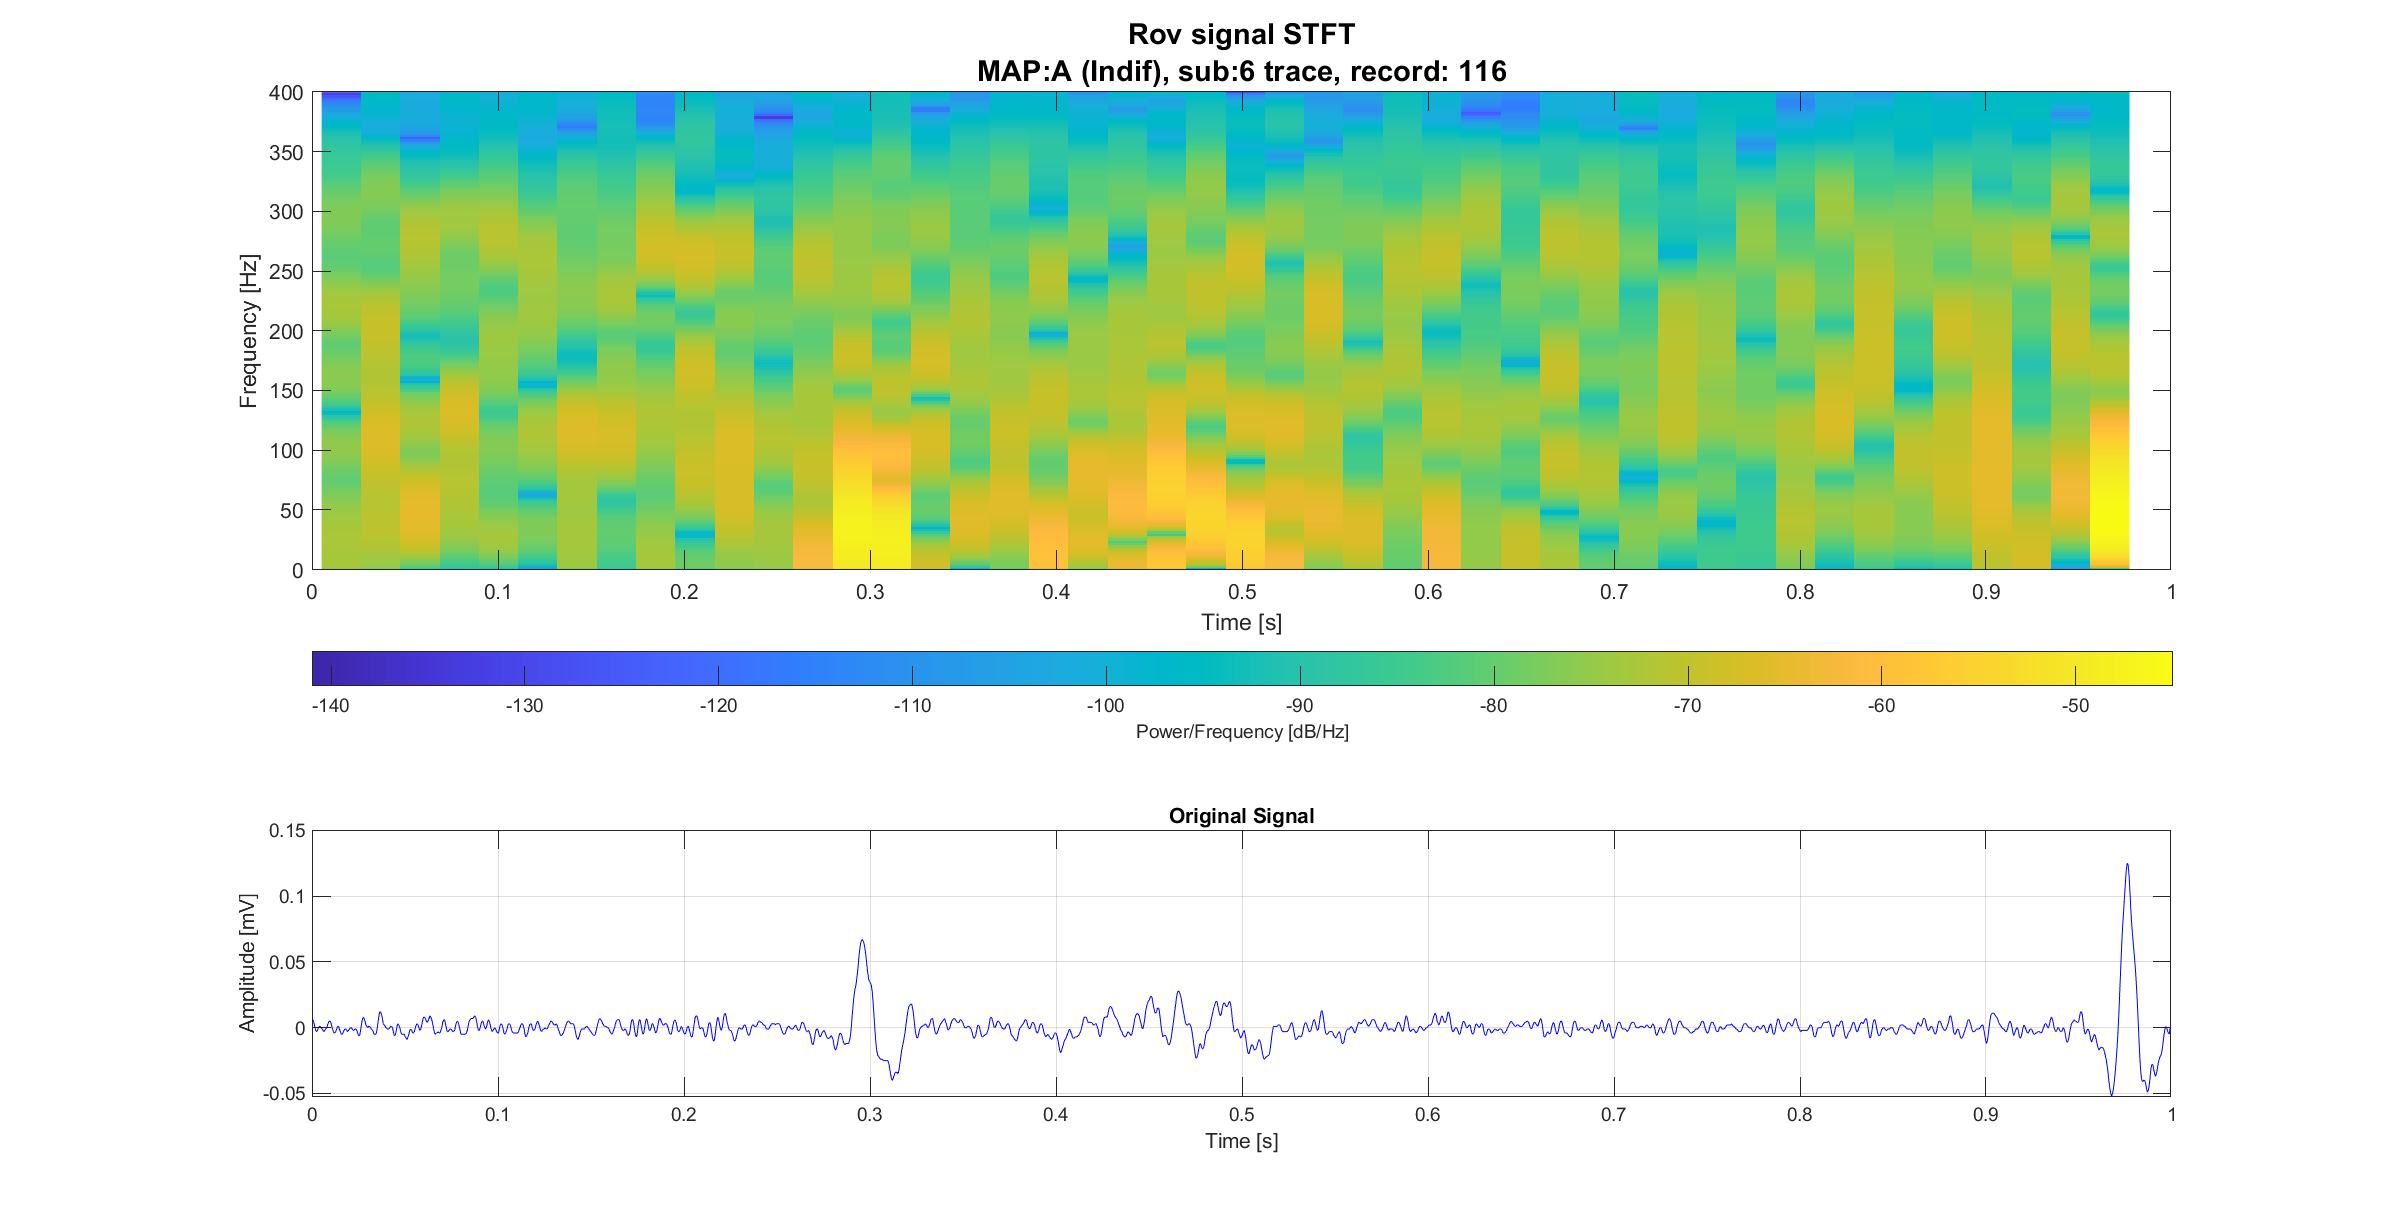 Rov signal STFT
MAP:A (Indif), sub:6 trace, record: 116
400
350
300
250
200
150
100
50
0
Frequency [Hz]
0 0.1 0.2 0.3 0.4 0.5 0.6 0.7 0.8 0.9 1
Time [s]
-140 -130 -120 -110 -100 -90 -80 -70 -60 -50
Power/Frequency [dB/Hz]
Original Signal
0.15
0.1
0.05
0
-0.05
Amplitude [mV]
0 0.1 0.2 0.3 0.4 0.5 0.6 0.7 0.8 0.9 1
Time [s]